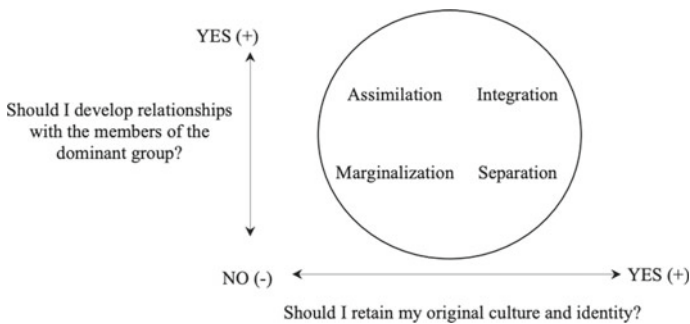 YES (+)
Assimilation Integration
Should I develop relationships
with the members of the
dominant group?
Marginalization Separation
NO (-) YES (+)
Should I retain my original culture and identity?